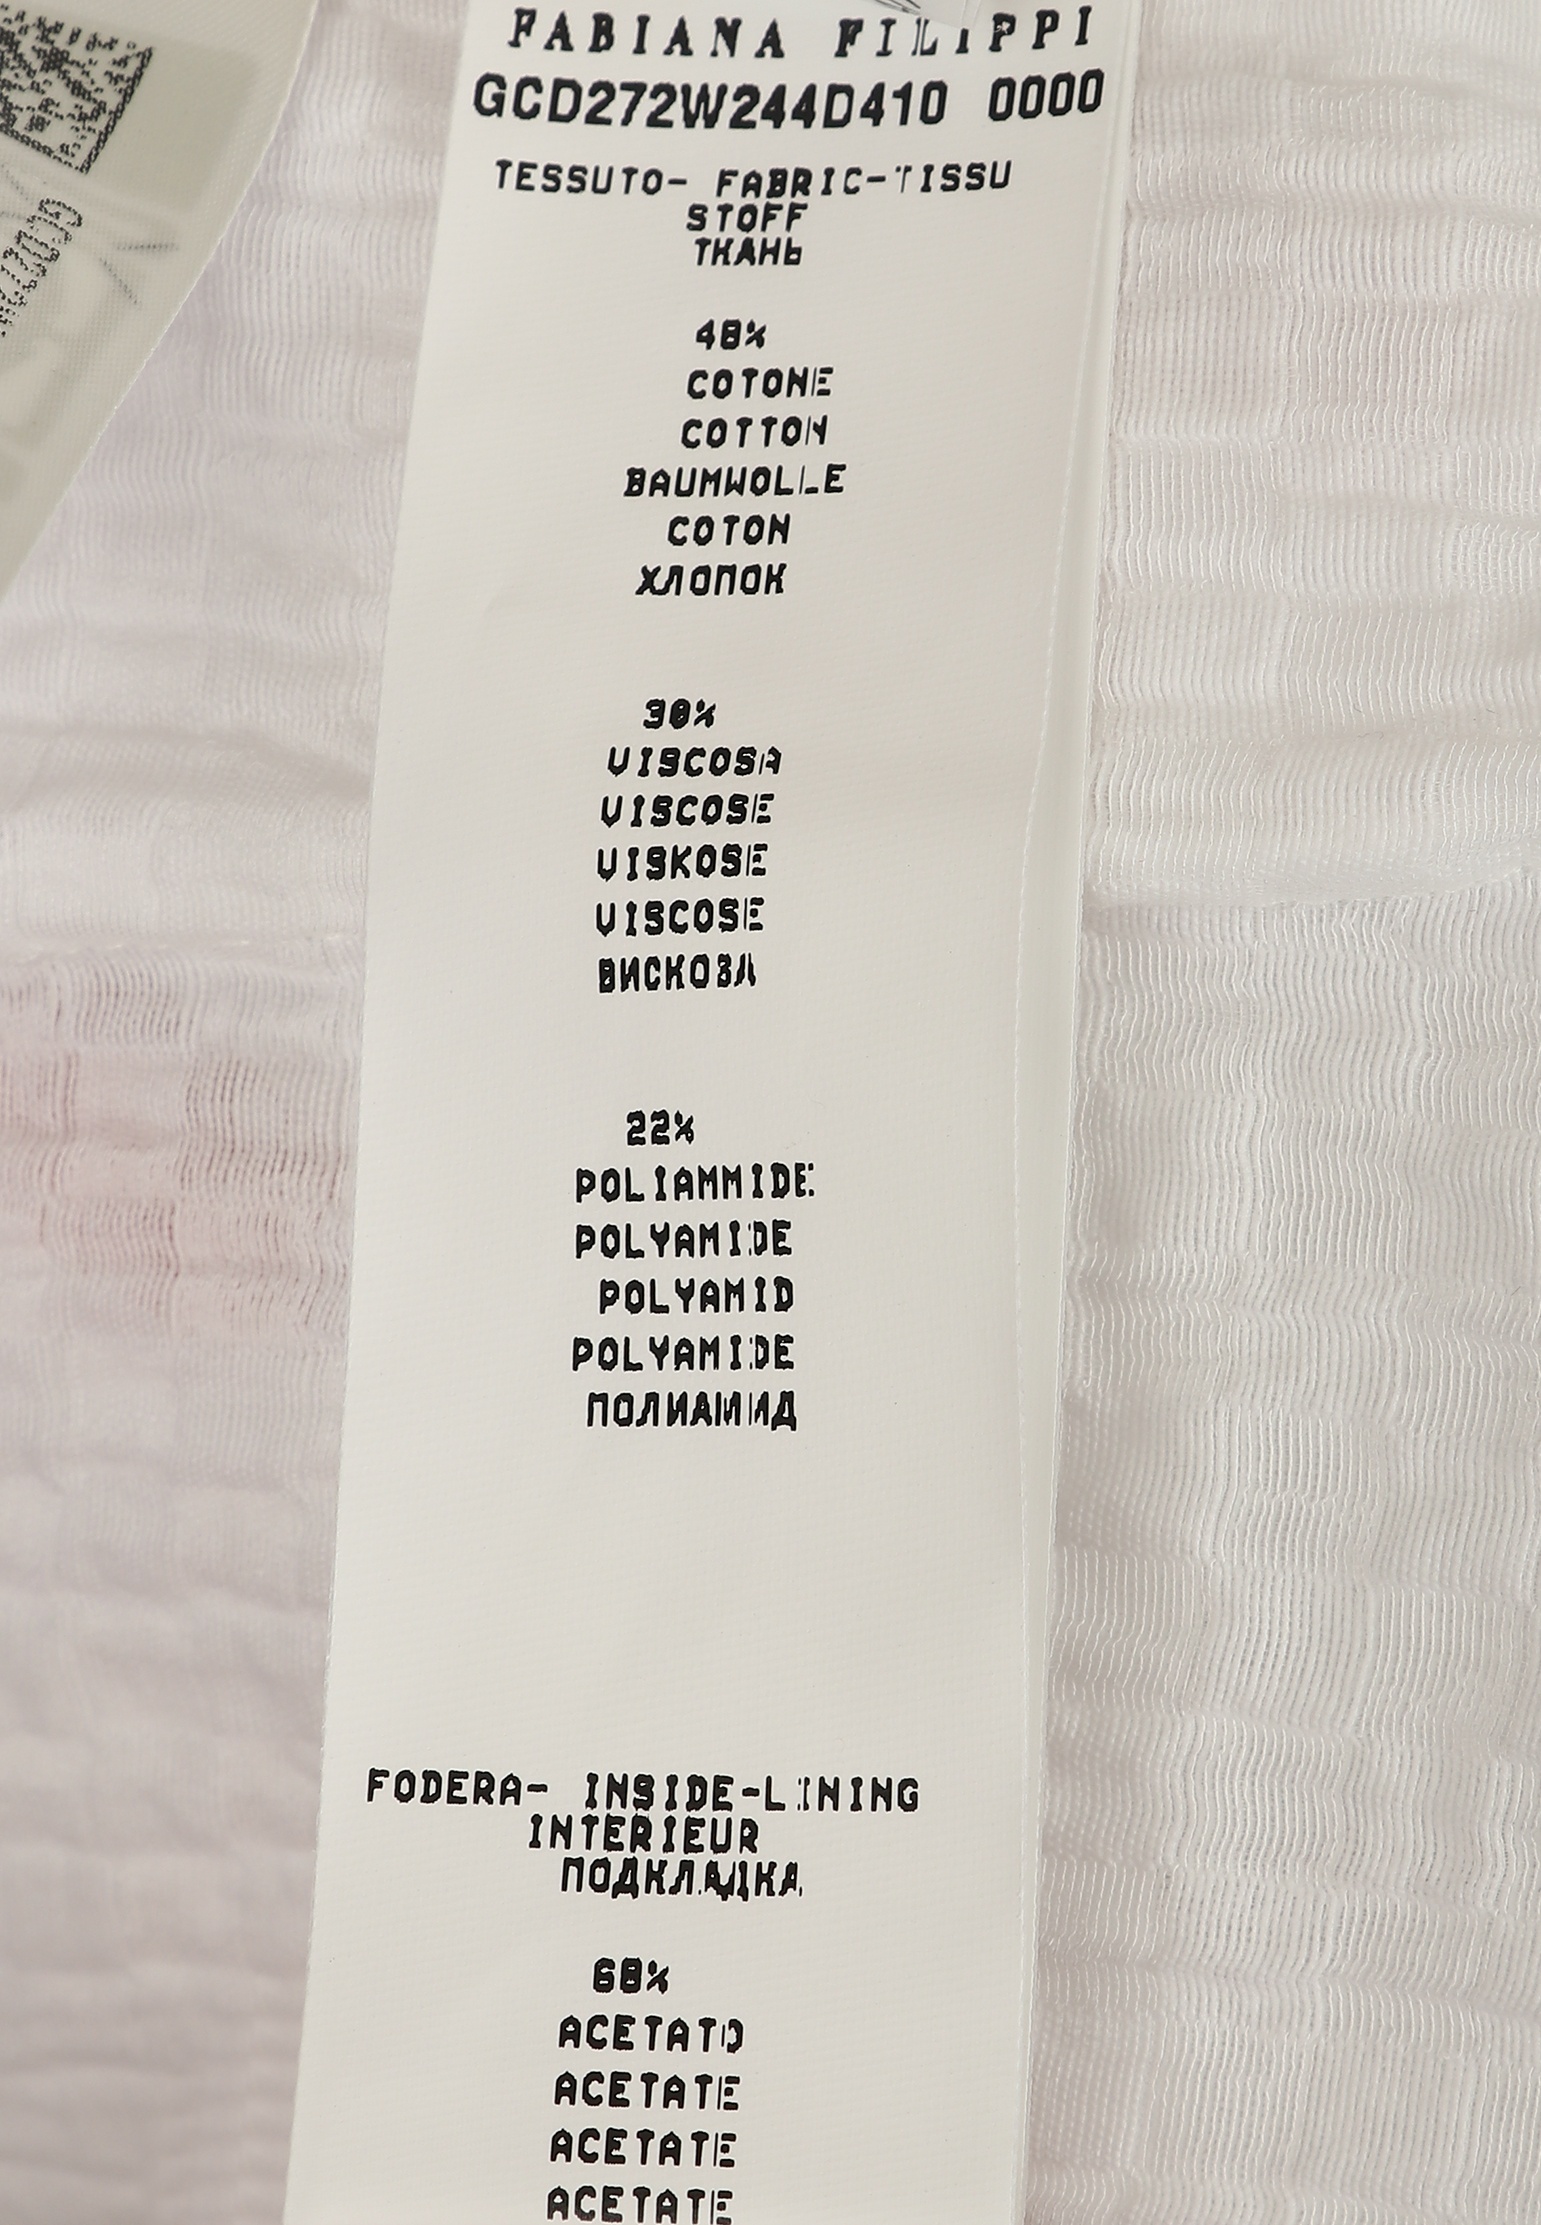 FABIANA FILIPPI
GCD272W244D410 0000
TESSUTO- FABRIC-TISSU
STOFF
ТКАНЬ
48%
COTONE
COTTON
BAUMWOLLE
COTON
ХЛОПОК
30%
VISCOSA
VISCOSE
VISKOSE
VISCOSE
ВИСКОЗА
22%
POLIAMMIDE
POLYAMIDE
POLYAMID
POLYAMIDE
ПОЛИАМИД
FODERA- INSIDE-LINING
INTERIEUR
ПОДКЛАДКА
68%
ACETATO
ACETATE
ACETATE
ACETATE